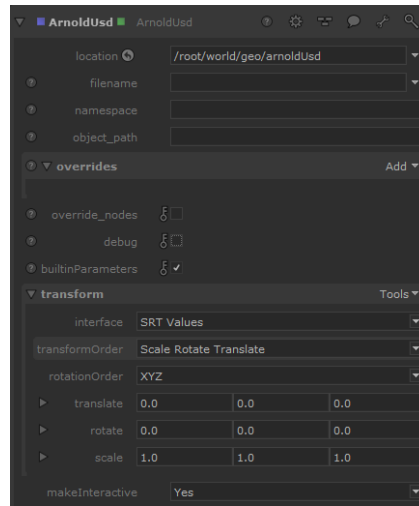 ArnoldUsd ArnoldUsd
location /root/world/geo/arnoldUsd
filename
namespace
object_path
overrides Add
override_nodes
debug
builtinParameters
transform Tools
interface SRT Values
transformOrder Scale Rotate Translate
rotationOrder XYZ
translate 0.0 0.0 0.0
rotate 0.0 0.0 0.0
scale 1.0 1.0 1.0
makeInteractive Yes